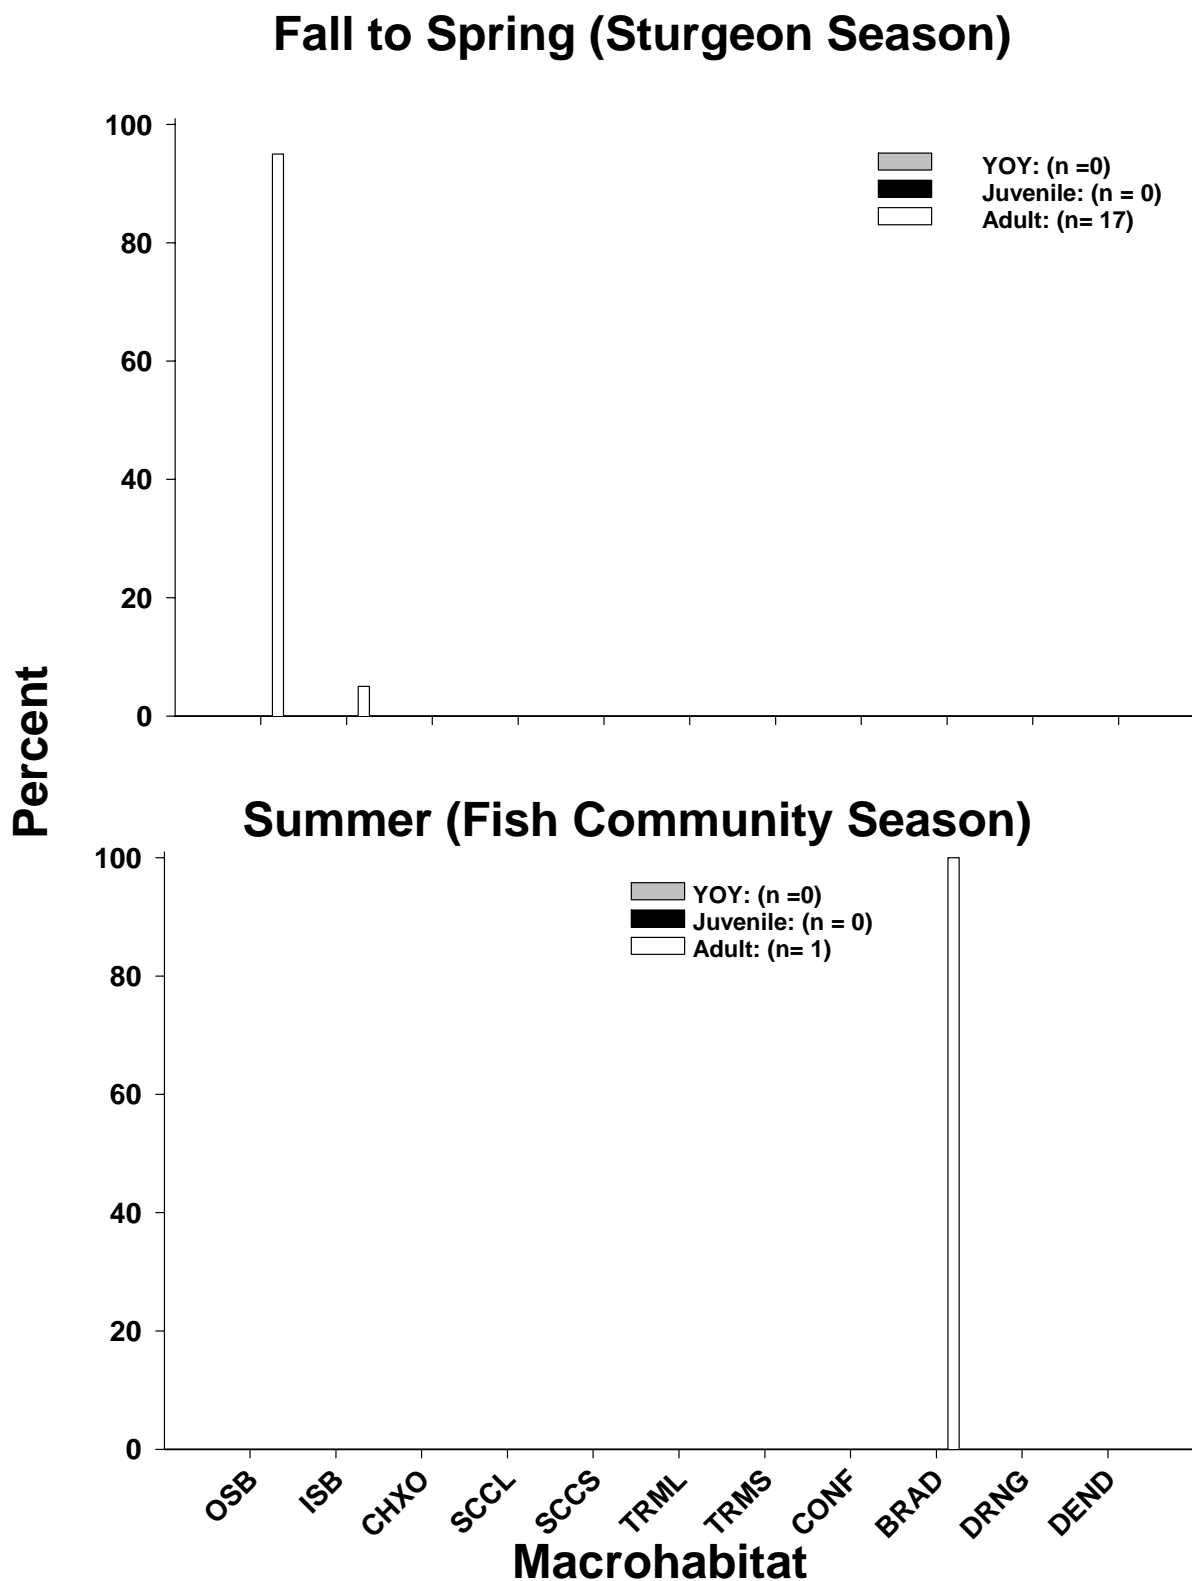 Fall to Spring (Sturgeon Season)
100
80
60
40
20
0
YOY: (n =0)
Juvenile: (n = 0)
Adult: (n= 17)
Percent
Summer (Fish Community Season)
100
80
60
40
20
0
YOY: (n =0)
Juvenile: (n = 0)
Adult: (n= 1)
OSB
ISB
CHXO
SCCL
SCCS
TRML
TRMS
CONF
BRAD
DRNG
DEND
Macrohabitat